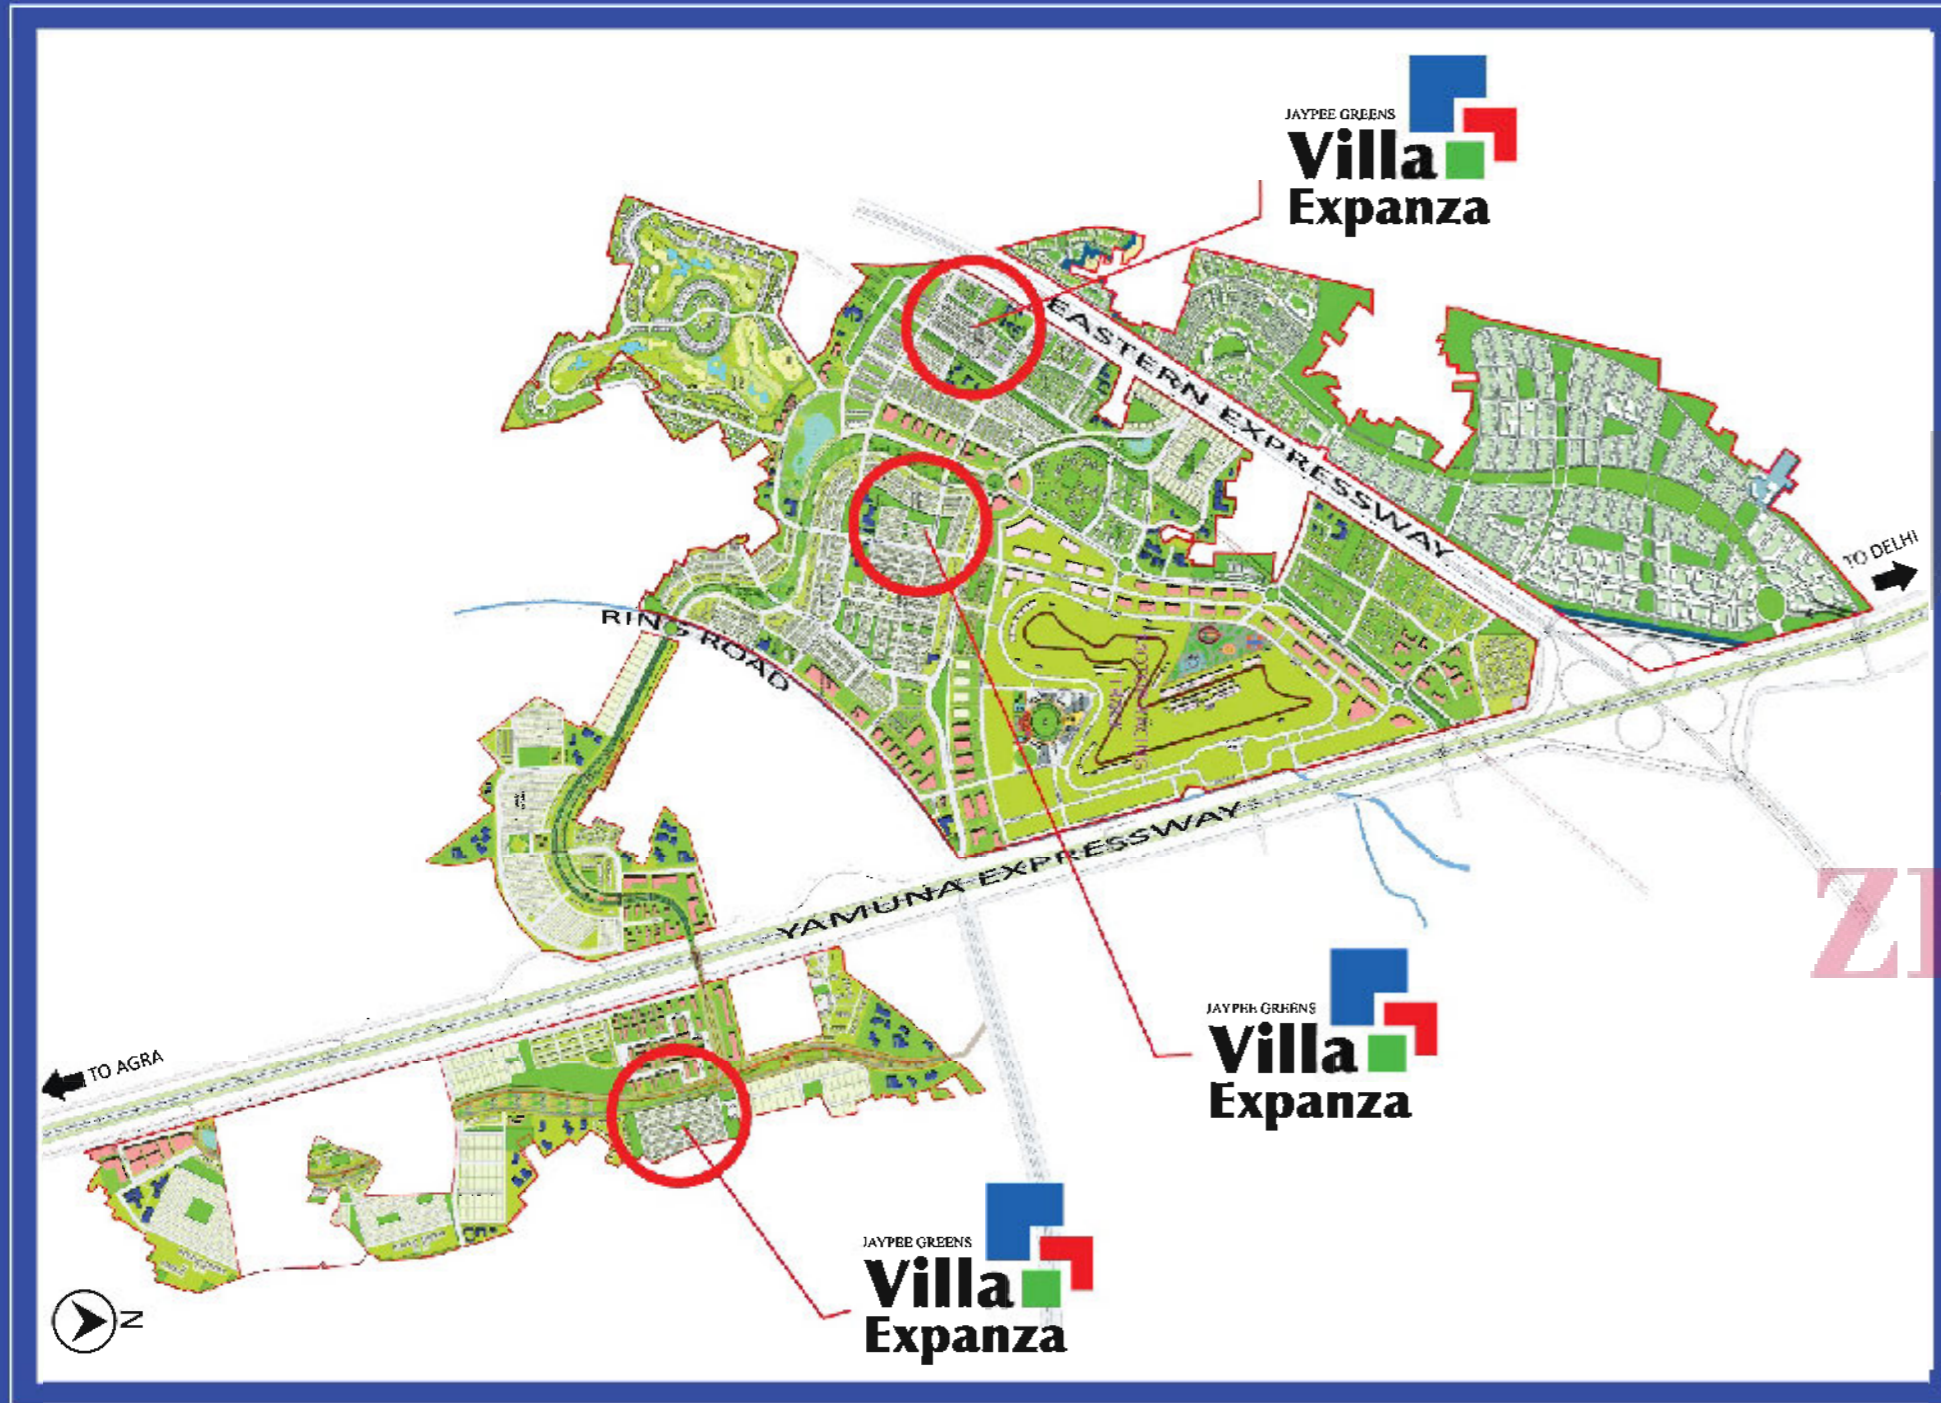 JAYPEE GREENS
Villa
Expanza
EASTERN EXPRESSWAY
TO DELHI
RING ROAD
YAMUNA EXPRESSWAY
JAYPEE GREENS
Villa
Expanza
TO AGRA
JAYPEE GREENS
Villa
Expanza
N